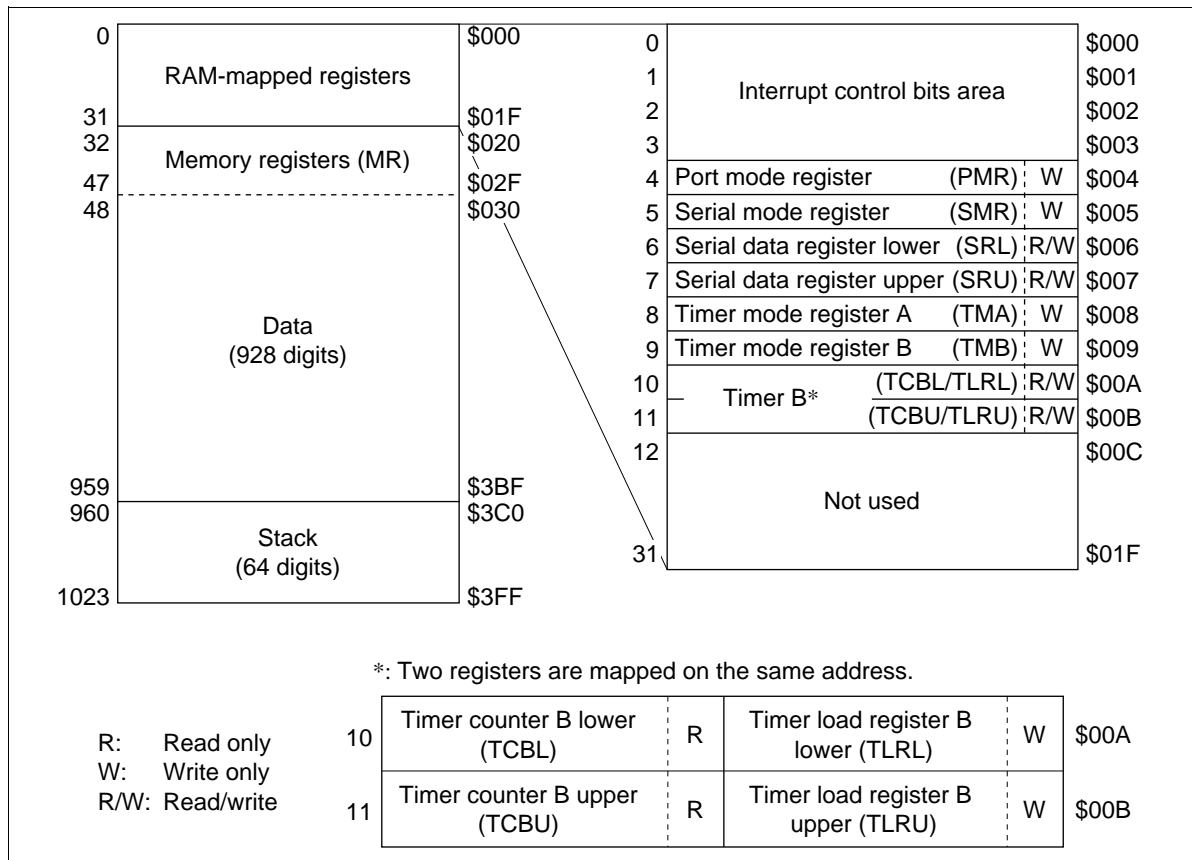 0 $000
RAM-mapped registers
31 $01F
32 $020
Memory registers (MR)
47 $02F
48 $030
Data
(928 digits)
959 $3BF
960 $3C0
Stack
(64 digits)
1023 $3FF
0 $000
1 $001
Interrupt control bits area
2 $002
3 $003
4 Port mode register (PMR) W $004
5 Serial mode register (SMR) W $005
6 Serial data register lower (SRL) R/W $006
7 Serial data register upper (SRU) R/W $007
8 Timer mode register A (TMA) W $008
9 Timer mode register B (TMB) W $009
10 (TCBL/TLRL) R/W $00A
Timer B*
11 (TCBU/TLRU) R/W $00B
12 $00C
Not used
31 $01F
*: Two registers are mapped on the same address.
R: Read only
W: Write only
R/W: Read/write
10 Timer counter B lower (TCBL) R Timer load register B lower (TLRL) W $00A
11 Timer counter B upper (TCBU) R Timer load register B upper (TLRU) W $00B